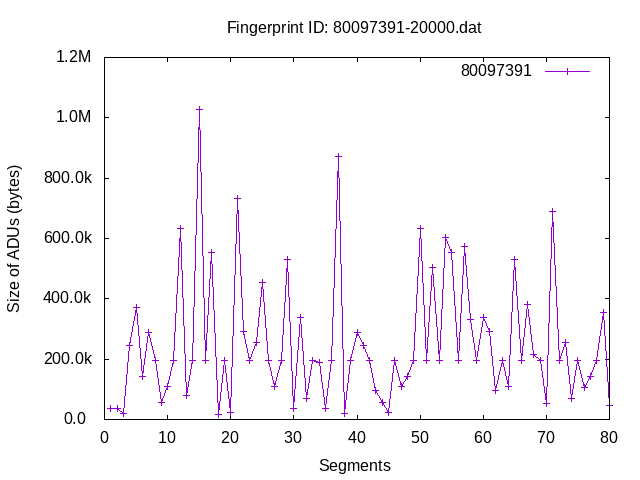 Fingerprint ID: 80097391-20000.dat
80097391
1.2M
1.0M
800.0k
600.0k
400.0k
200.0k
0.0
Size of ADUs (bytes)
0 10 20 30 40 50 60 70 80
Segments